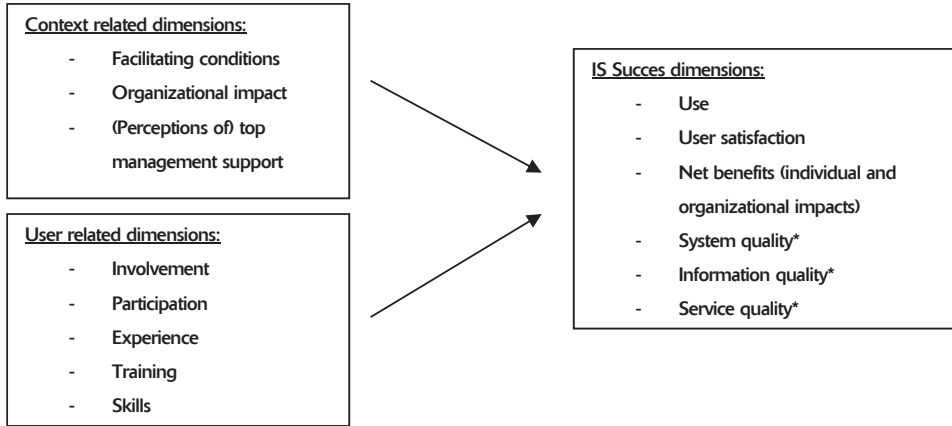 Context related dimensions:
- Facilitating conditions
- Organizational impact
- (Perceptions of) top
management support
User related dimensions:
- Involvement
- Participation
- Experience
- Training
- Skills
IS Succes dimensions:
- Use
- User satisfaction
- Net benefits (individual and
organizational impacts)
- System quality*
- Information quality*
- Service quality*